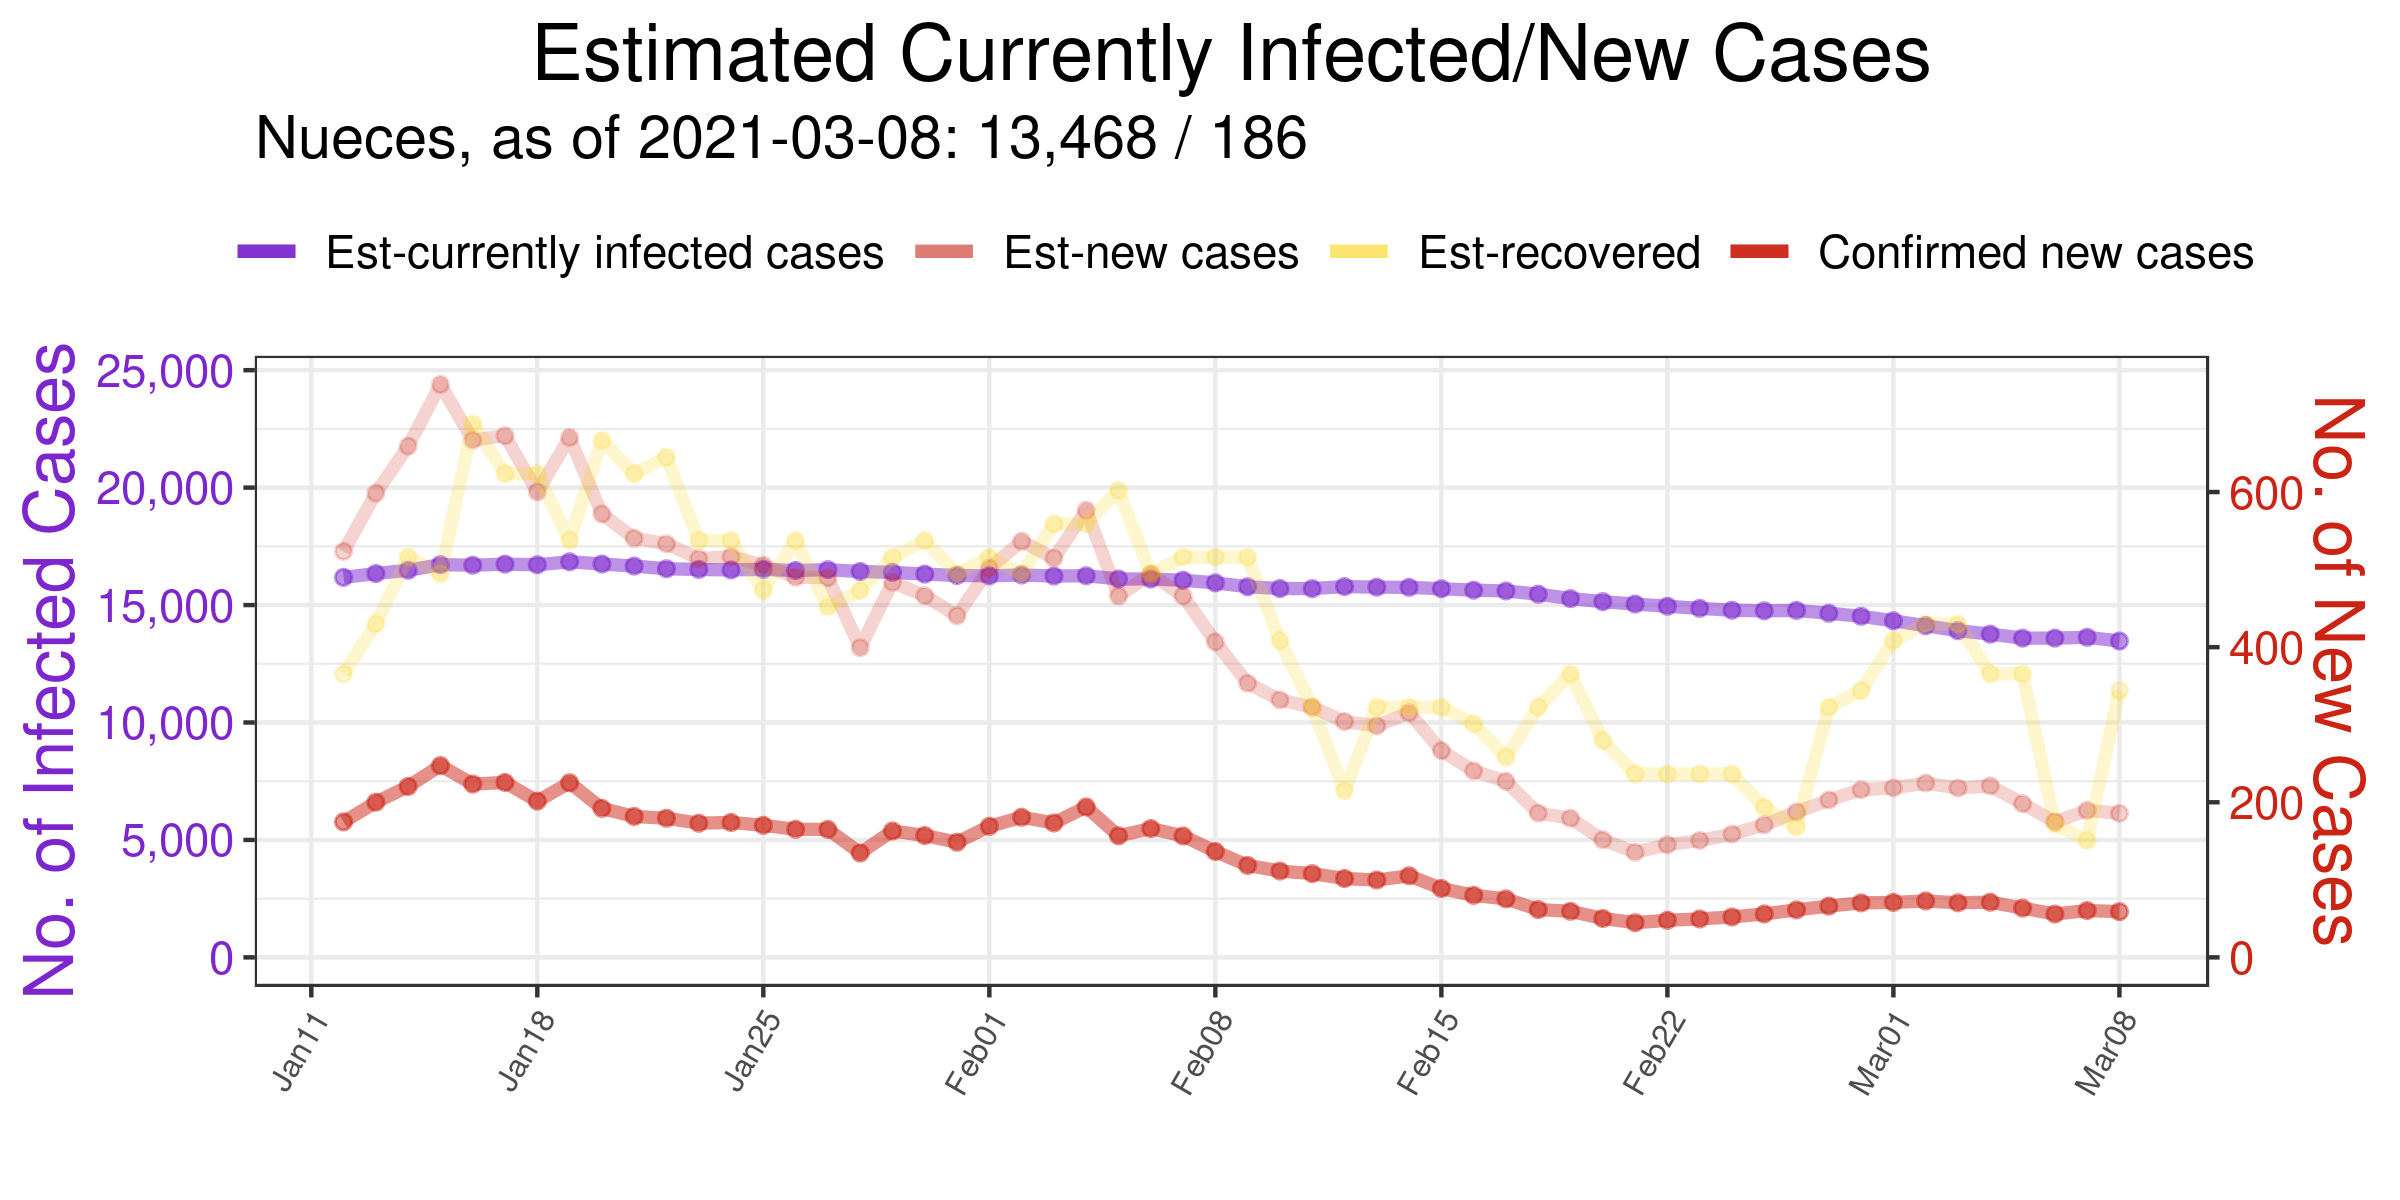 Estimated Currently Infected/New Cases
Nueces, as of 2021-03-08: 13,468 / 186
Est-currently infected cases Est-new cases Est-recovered Confirmed new cases
No. of Infected Cases
25,000
20,000
15,000
10,000
5,000
0
600
400
200
0
No. of New Cases
Jan11 Jan18 Jan25 Feb01 Feb08 Feb15 Feb22 Mar01 Mar08